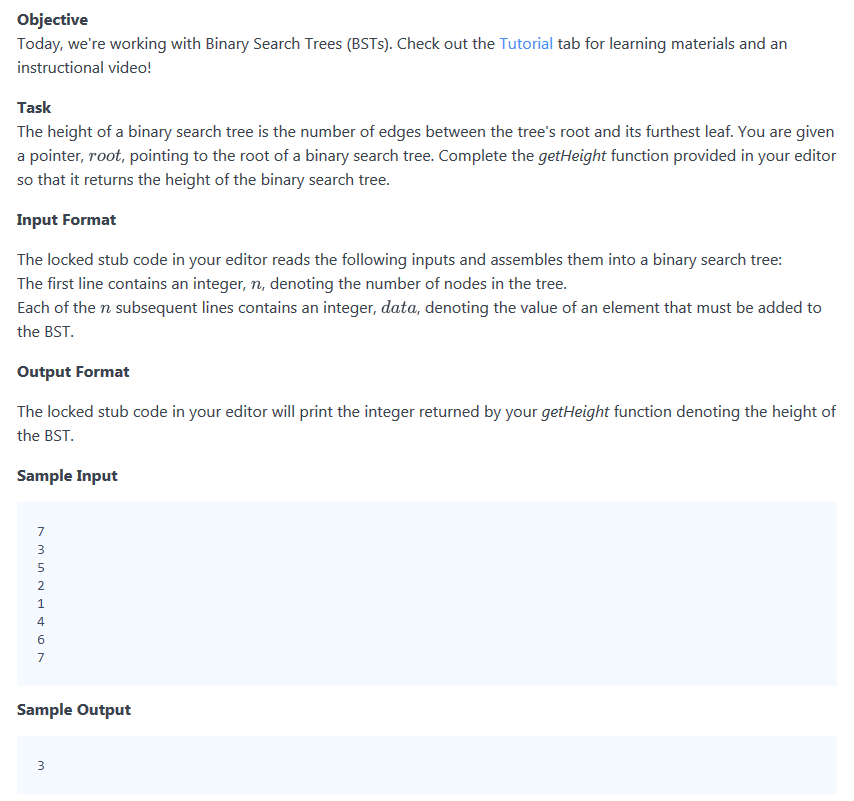 Objective
Today, we're working with Binary Search Trees (BSTs). Check out the Tutorial tab for learning materials and an
instructional video!
Task
The height of a binary search tree is the number of edges between the tree's root and its furthest leaf. You are given
a pointer, root, pointing to the root of a binary search tree. Complete the getHeight function provided in your editor
so that it returns the height of the binary search tree.
Input Format
The locked stub code in your editor reads the following inputs and assembles them into a binary search tree:
The first line contains an integer, n, denoting the number of nodes in the tree.
Each of the n subsequent lines contains an integer, data, denoting the value of an element that must be added to
the BST.
Output Format
The locked stub code in your editor will print the integer returned by your getHeight function denoting the height of
the BST.
Sample Input
7
3
5
2
1
4
6
7
Sample Output
3